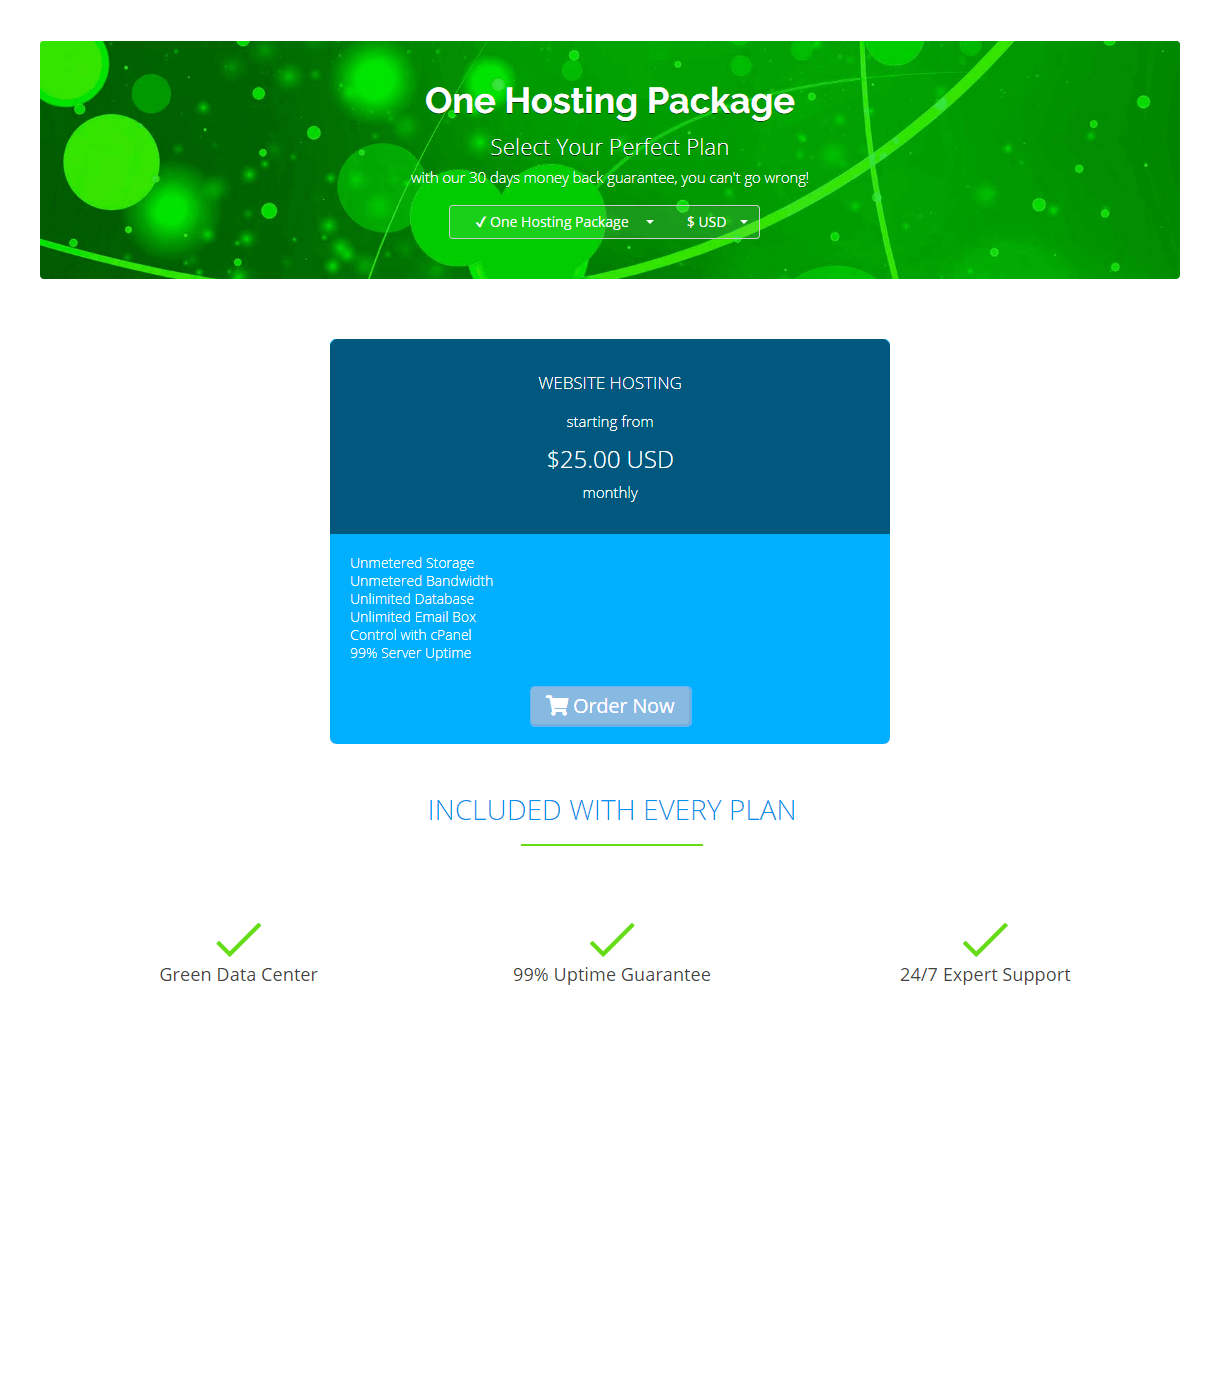 One Hosting Package
Select Your Perfect Plan
with our 30 days money back guarantee, you can't go wrong!
✓ One Hosting Package $ USD
WEBSITE HOSTING
starting from
$25.00 USD
monthly
Unmetered Storage
Unmetered Bandwidth
Unlimited Database
Unlimited Email Box
Control with cPanel
99% Server Uptime
Order Now
INCLUDED WITH EVERY PLAN
Green Data Center
99% Uptime Guarantee
24/7 Expert Support